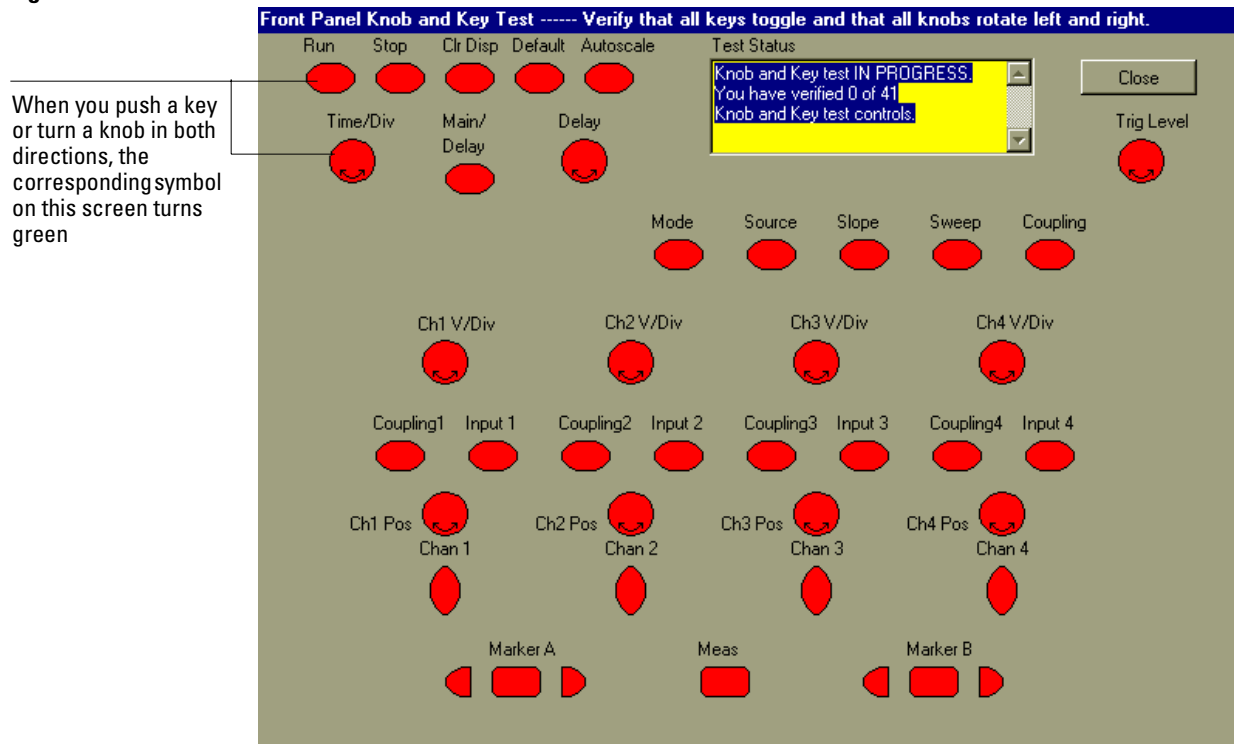 Front Panel Knob and Key Test ------ Verify that all keys toggle and that all knobs rotate left and right.
Run Stop Clr Disp Default Autoscale Test Status
Knob and Key test IN PROGRESS.
You have verified 0 of 41
Knob and Key test controls.
Close
When you push a key
or turn a knob in both
directions, the
corresponding symbol
on this screen turns
green
Time/Div Main/
Delay
Delay
Trig Level
Mode Source Slope Sweep Coupling
Ch1 V/Div Ch2 V/Div Ch3 V/Div Ch4 V/Div
Coupling1 Input 1 Coupling2 Input 2 Coupling3 Input 3 Coupling4 Input 4
Ch1 Pos Ch2 Pos Ch3 Pos Ch4 Pos
Chan 1 Chan 2 Chan 3 Chan 4
Marker A Meas Marker B